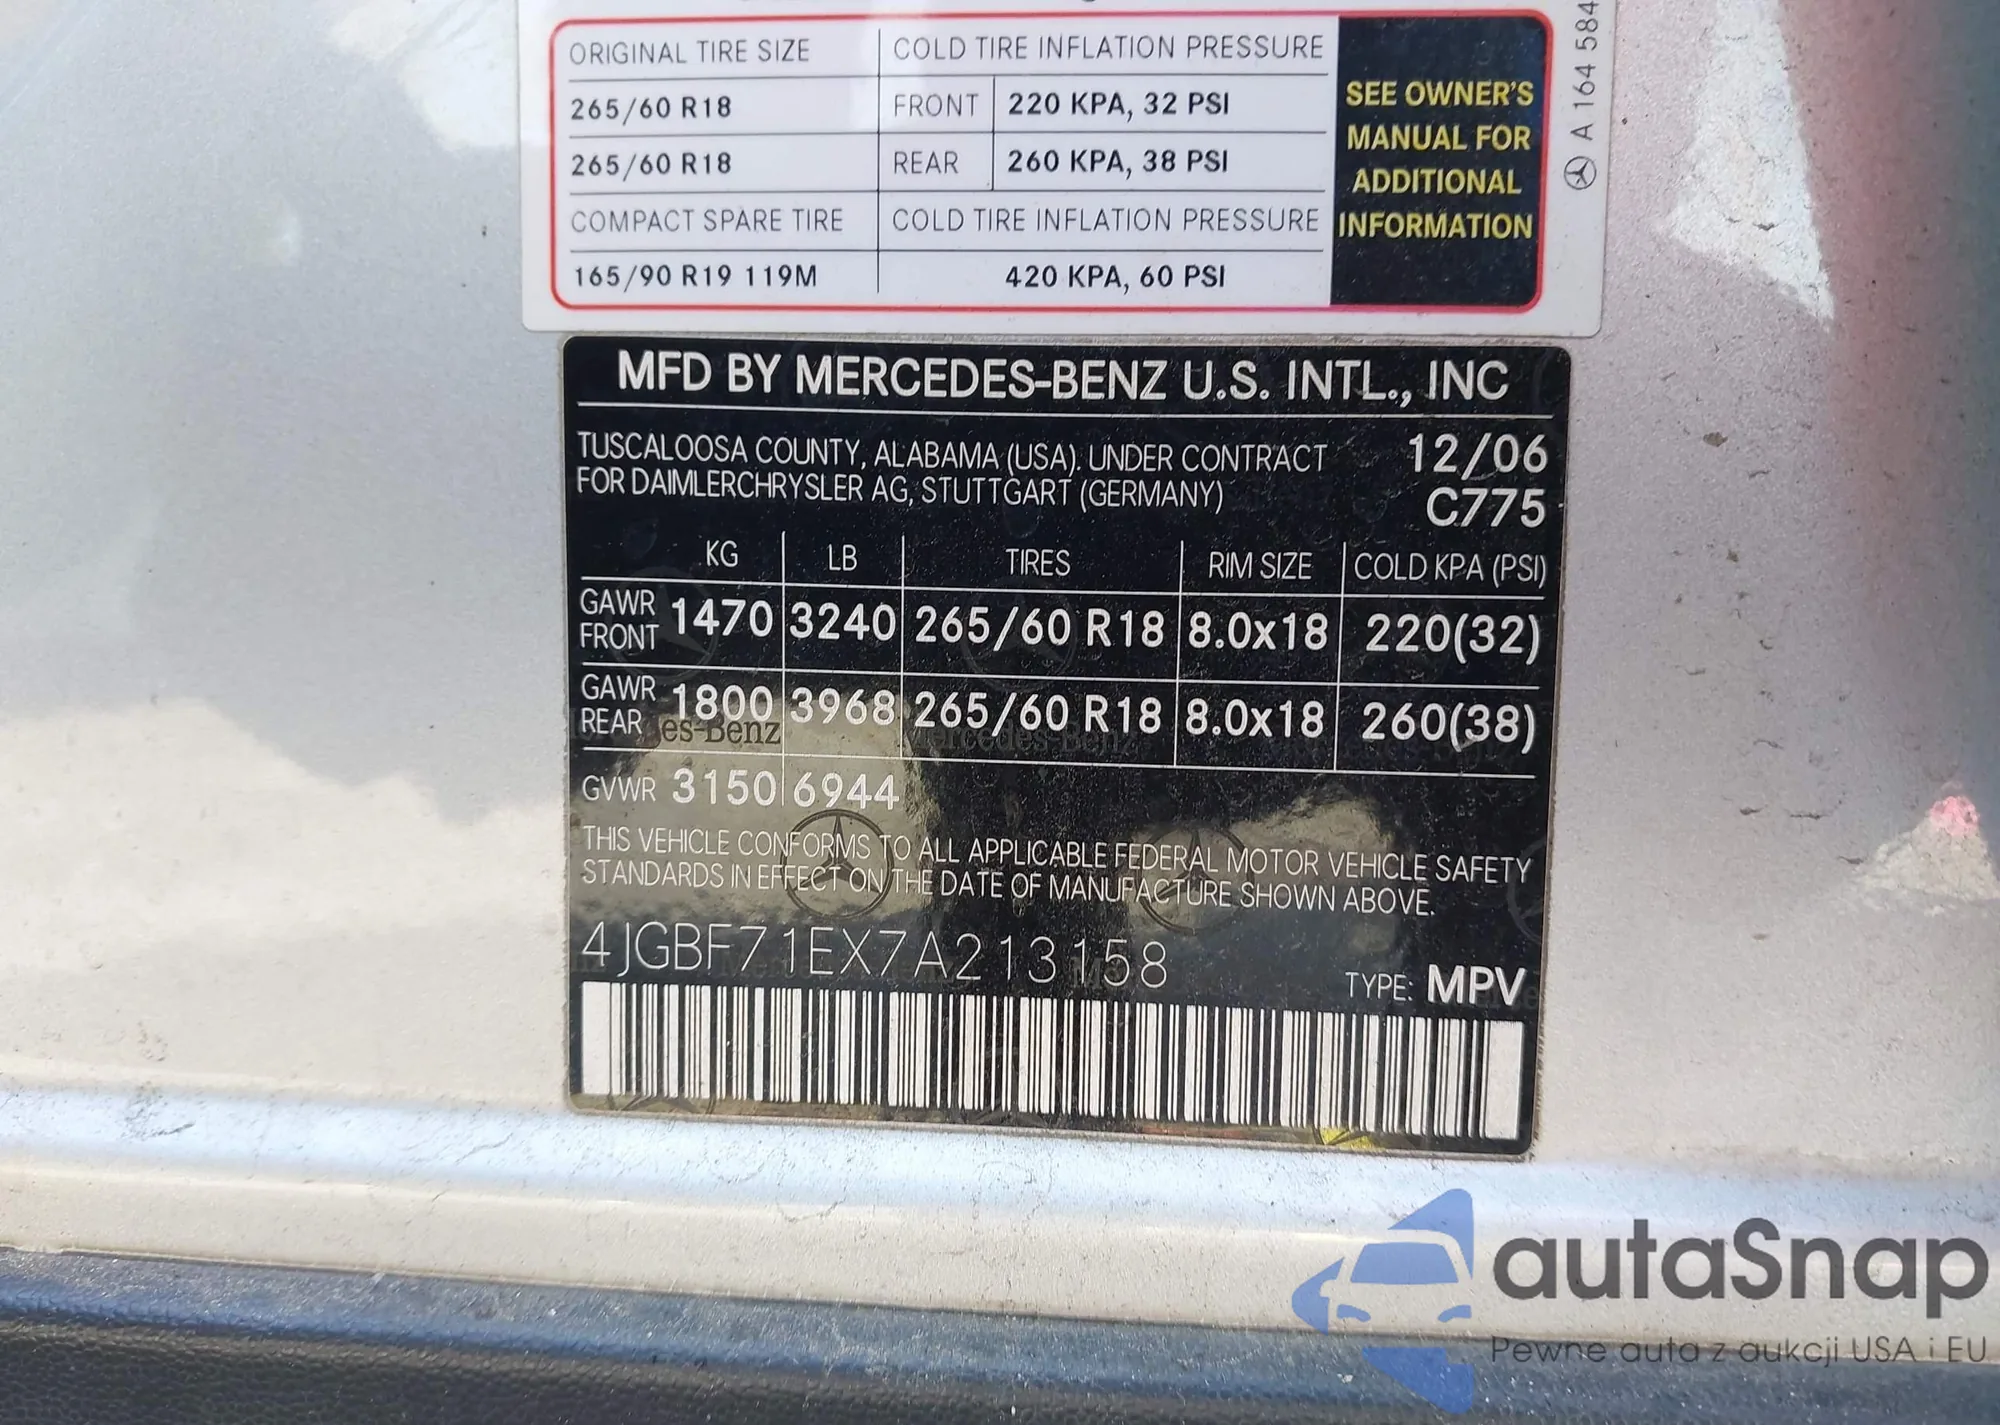 ORIGINAL TIRE SIZE COLD TIRE INFLATION PRESSURE
265/60 R18 FRONT 220 KPA, 32 PSI
265/60 R18 REAR 260 KPA, 38 PSI
COMPACT SPARE TIRE COLD TIRE INFLATION PRESSURE
165/90 R19 119M 420 KPA, 60 PSI
SEE OWNER'S
MANUAL FOR
ADDITIONAL
INFORMATION
A 164 584
MFD BY MERCEDES-BENZ U.S. INTL., INC
TUSCALOOSA COUNTY, ALABAMA (USA). UNDER CONTRACT 12/06
FOR DAIMLERCHRYSLER AG, STUTTGART (GERMANY) C775
KG LB TIRES RIM SIZE COLD KPA (PSI)
GAWR FRONT 1470 3240 265/60 R18 8.0x18 220(32)
GAWR REAR 1800 3968 265/60 R18 8.0x18 260(38)
GVWR 3150 6944
THIS VEHICLE CONFORMS TO ALL APPLICABLE FEDERAL MOTOR VEHICLE SAFETY
STANDARDS IN EFFECT ON THE DATE OF MANUFACTURE SHOWN ABOVE.
4JGBF71EX7A213158 TYPE: MPV
autaSnap
Pewne auta z aukcji USA i EU